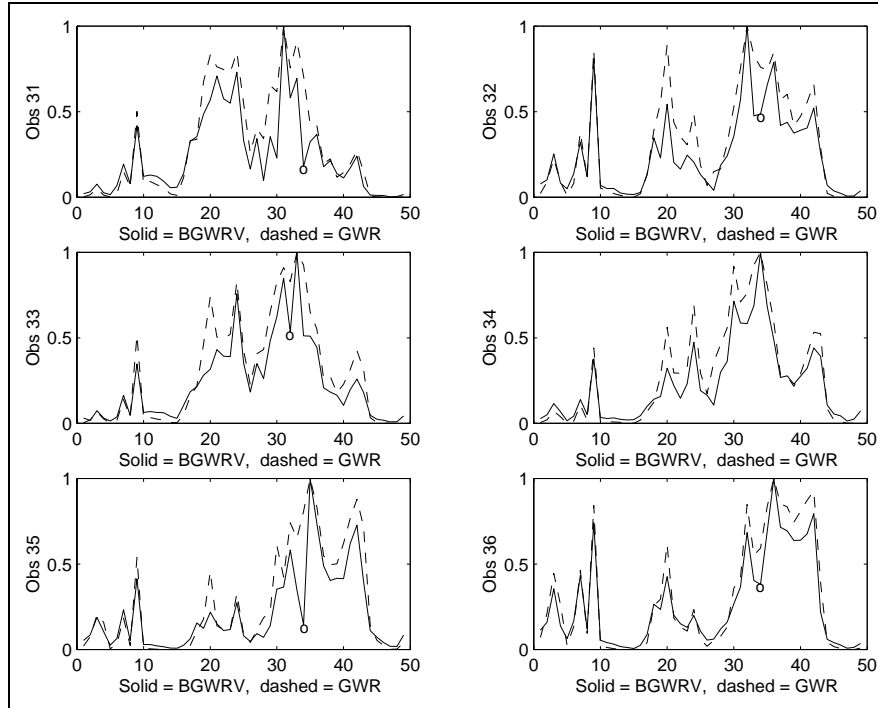 1
0.5
0
Obs 31
0 10 20 30 40 50
Solid = BGWRV, dashed = GWR
O
1
0.5
0
Obs 32
0 10 20 30 40 50
Solid = BGWRV, dashed = GWR
O
1
0.5
0
Obs 33
0 10 20 30 40 50
Solid = BGWRV, dashed = GWR
O
1
0.5
0
Obs 34
0 10 20 30 40 50
Solid = BGWRV, dashed = GWR
1
0.5
0
Obs 35
0 10 20 30 40 50
Solid = BGWRV, dashed = GWR
O
1
0.5
0
Obs 36
0 10 20 30 40 50
Solid = BGWRV, dashed = GWR
O